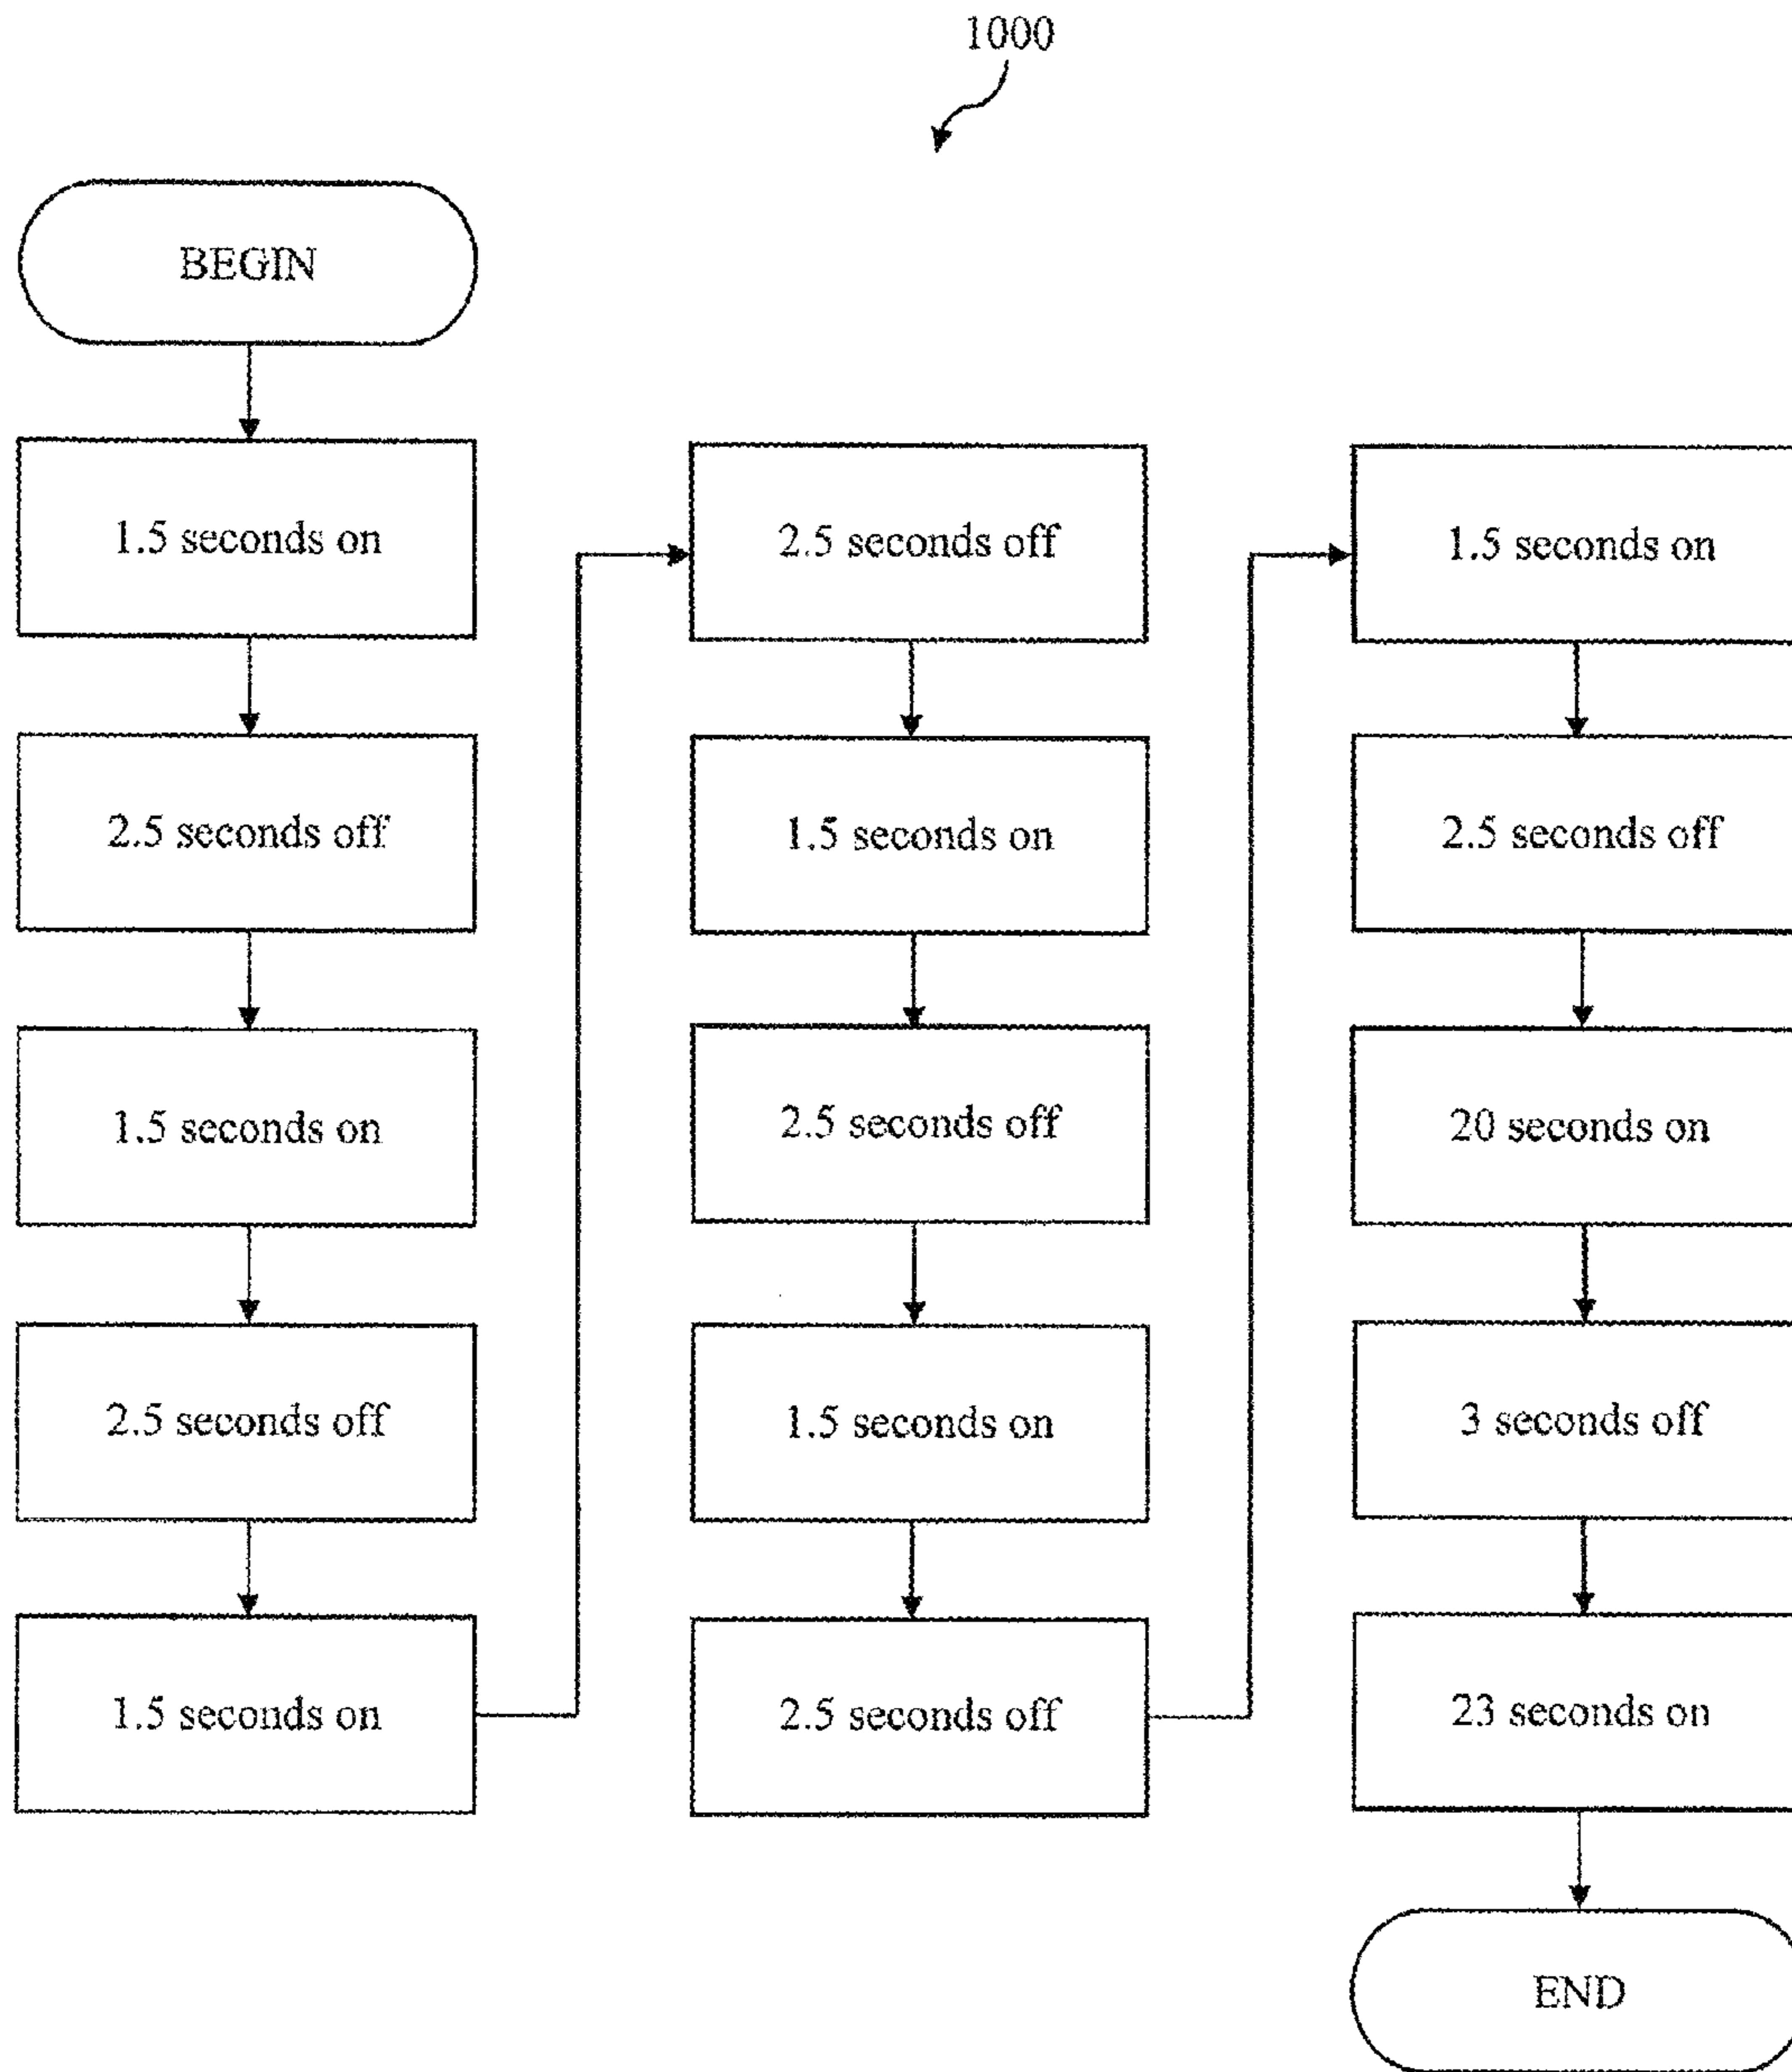 1000
BEGIN
1.5 seconds on
2.5 seconds off
1.5 seconds on
2.5 seconds off
1.5 seconds on
2.5 seconds off
1.5 seconds on
2.5 seconds off
1.5 seconds on
2.5 seconds off
1.5 seconds on
2.5 seconds off
20 seconds on
3 seconds off
23 seconds on
END